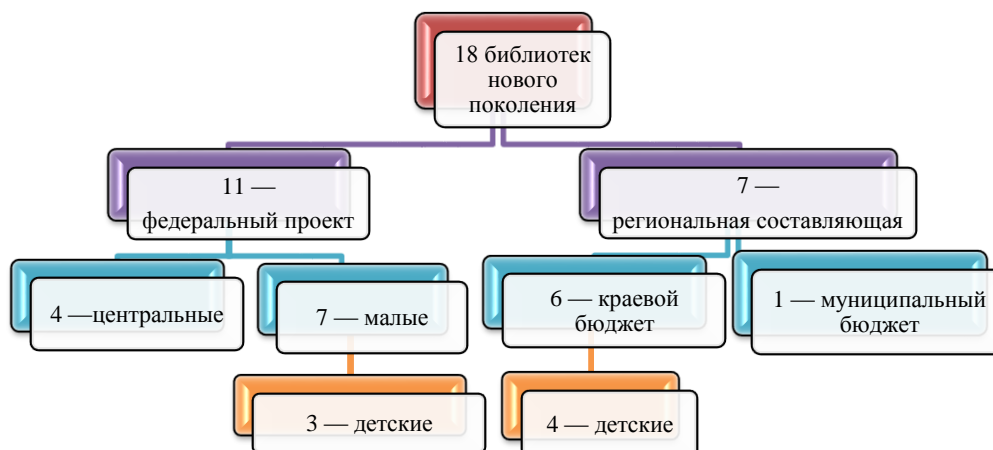 18 библиотек
нового
поколения
11 —
федеральный проект
7 —
региональная составляющая
4 —центральные
7 — малые
6 — краевой
бюджет
1 — муниципальный
бюджет
3 — детские
4 — детские